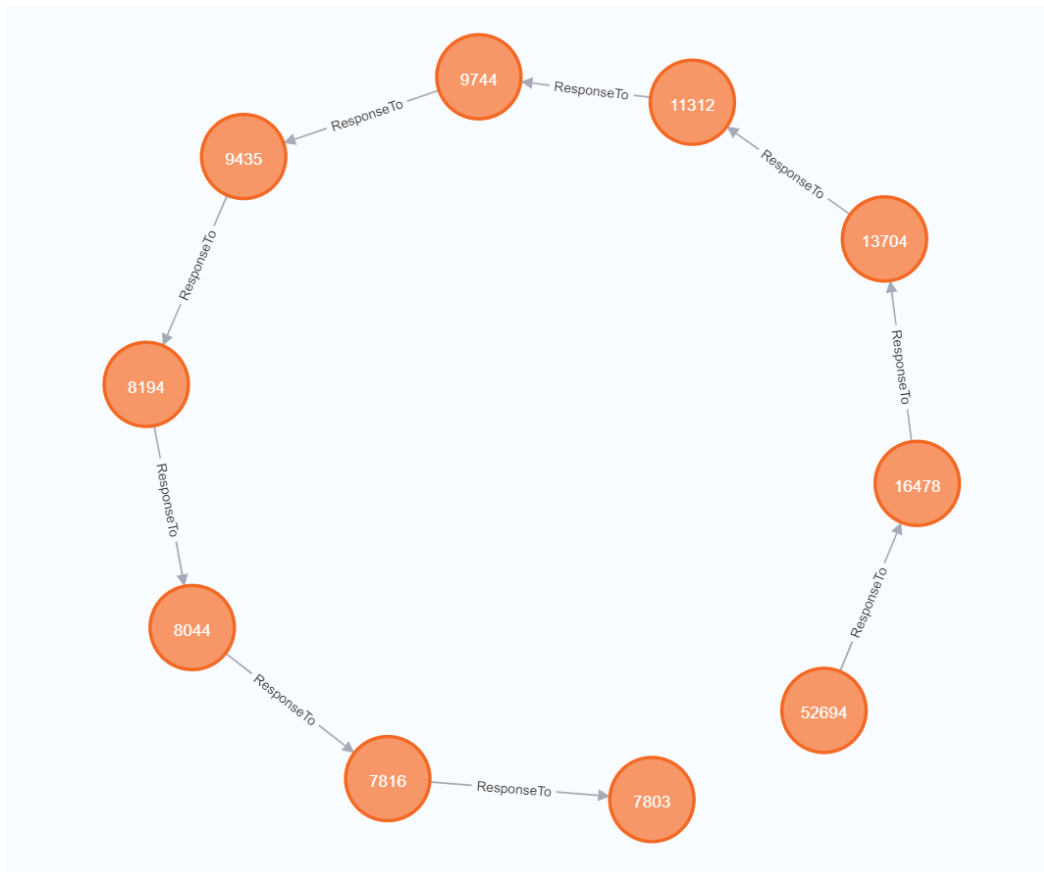 9744
ResponseTo
11312
ResponseTo
9435
ResponseTo
13704
ResponseTo
ResponseTo
8194
ResponseTo
16478
ResponseTo
8044
ResponseTo
52694
7816
ResponseTo
7803